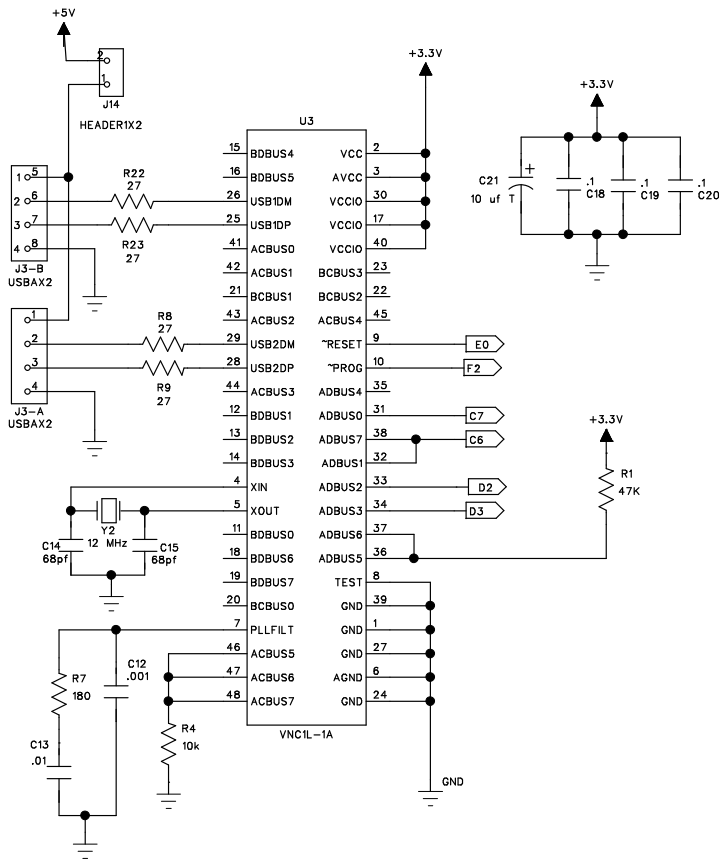 +5V
2
1
J14
HEADER1X2
+3.3V
+3.3V
C21
+
10 uf T
.1
C18
.1
C19
.1
C20
U3
15 BDBUS4
16 BDBUS5
26 USB1DM
25 USB1DP
41 ACBUS0
42 ACBUS1
21 BCBUS1
43 ACBUS2
29 USB2DM
28 USB2DP
44 ACBUS3
12 BDBUS1
13 BDBUS2
14 BDBUS3
4 XIN
5 XOUT
11 BDBUS0
18 BDBUS6
19 BDBUS7
20 BCBUS0
7 PLLFILT
46 ACBUS5
47 ACBUS6
48 ACBUS7
VCC 2
AVCC 3
VCCIO 30
VCCIO 17
VCCIO 40
BCBUS3 23
BCBUS2 22
ACBUS4 45
~RESET 9
~PROG 10
ADBUS4 35
ADBUS0 31
ADBUS7 38
ADBUS1 32
ADBUS2 33
ADBUS3 34
ADBUS6 37
ADBUS5 36
TEST 8
GND 39
GND 1
GND 27
AGND 6
GND 24
VNC1L-1A
1 5
2 6
3 7
4 8
J3-B
USBAX2
R22
27
R23
27
1
2
3
4
J3-A
USBAX2
R8
27
R9
27
E0
F2
C7
C6
D2
D3
+3.3V
R1
47K
C14
68pf
Y2
12 MHz
C15
68pf
R7
180
C12
.001
C13
.01
R4
10k
GND